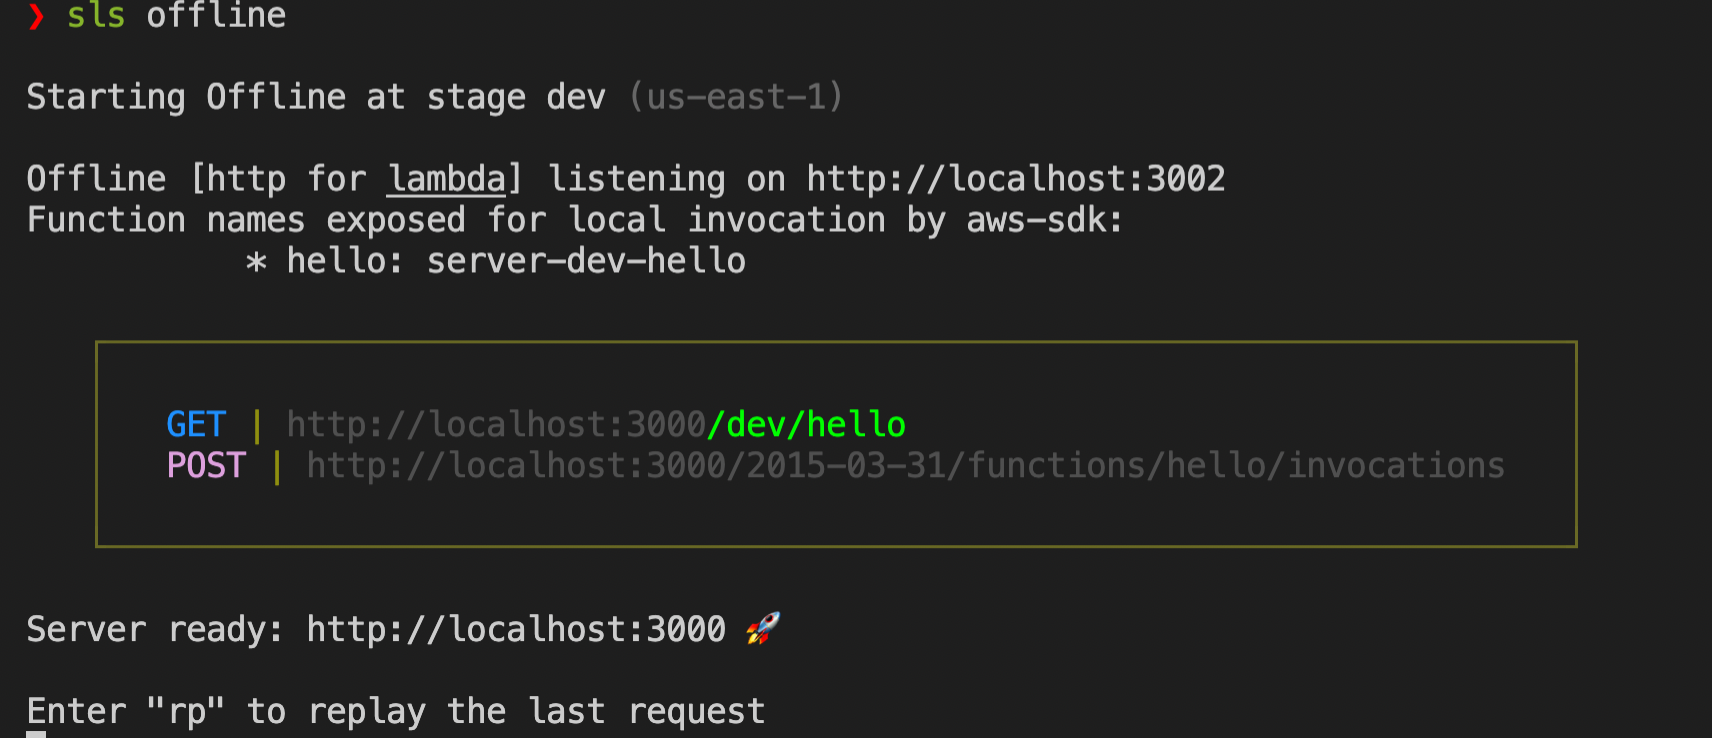 ❯ sls offline
Starting Offline at stage dev (us-east-1)
Offline [http for lambda] listening on http://localhost:3002
Function names exposed for local invocation by aws-sdk:
* hello: server-dev-hello
GET | http://localhost:3000/dev/hello
POST | http://localhost:3000/2015-03-31/functions/hello/invocations
Server ready: http://localhost:3000 🚀
Enter "rp" to replay the last request